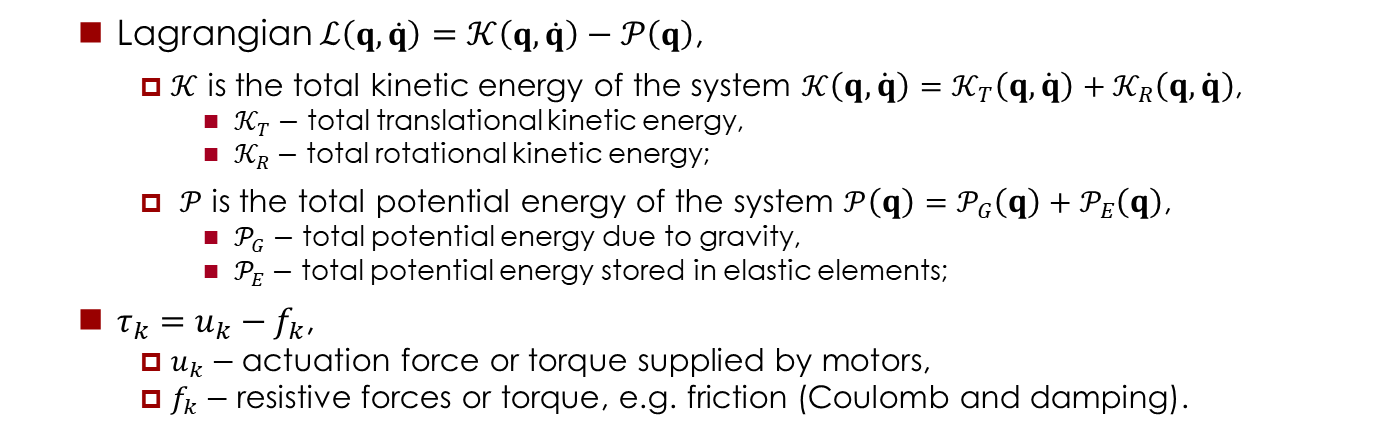 ■ Lagrangian ℒ(𝐪, 𝐪̇) = 𝒦(𝐪, 𝐪̇) − 𝒫(𝐪),
□ 𝒦 is the total kinetic energy of the system 𝒦(𝐪, 𝐪̇) = 𝒦_T(𝐪, 𝐪̇) + 𝒦_R(𝐪, 𝐪̇),
■ 𝒦_T − total translational kinetic energy,
■ 𝒦_R − total rotational kinetic energy;
□ 𝒫 is the total potential energy of the system 𝒫(𝐪) = 𝒫_G(𝐪) + 𝒫_E(𝐪),
■ 𝒫_G − total potential energy due to gravity,
■ 𝒫_E − total potential energy stored in elastic elements;
■ τ_k = u_k − f_k,
□ u_k − actuation force or torque supplied by motors,
□ f_k − resistive forces or torque, e.g. friction (Coulomb and damping).